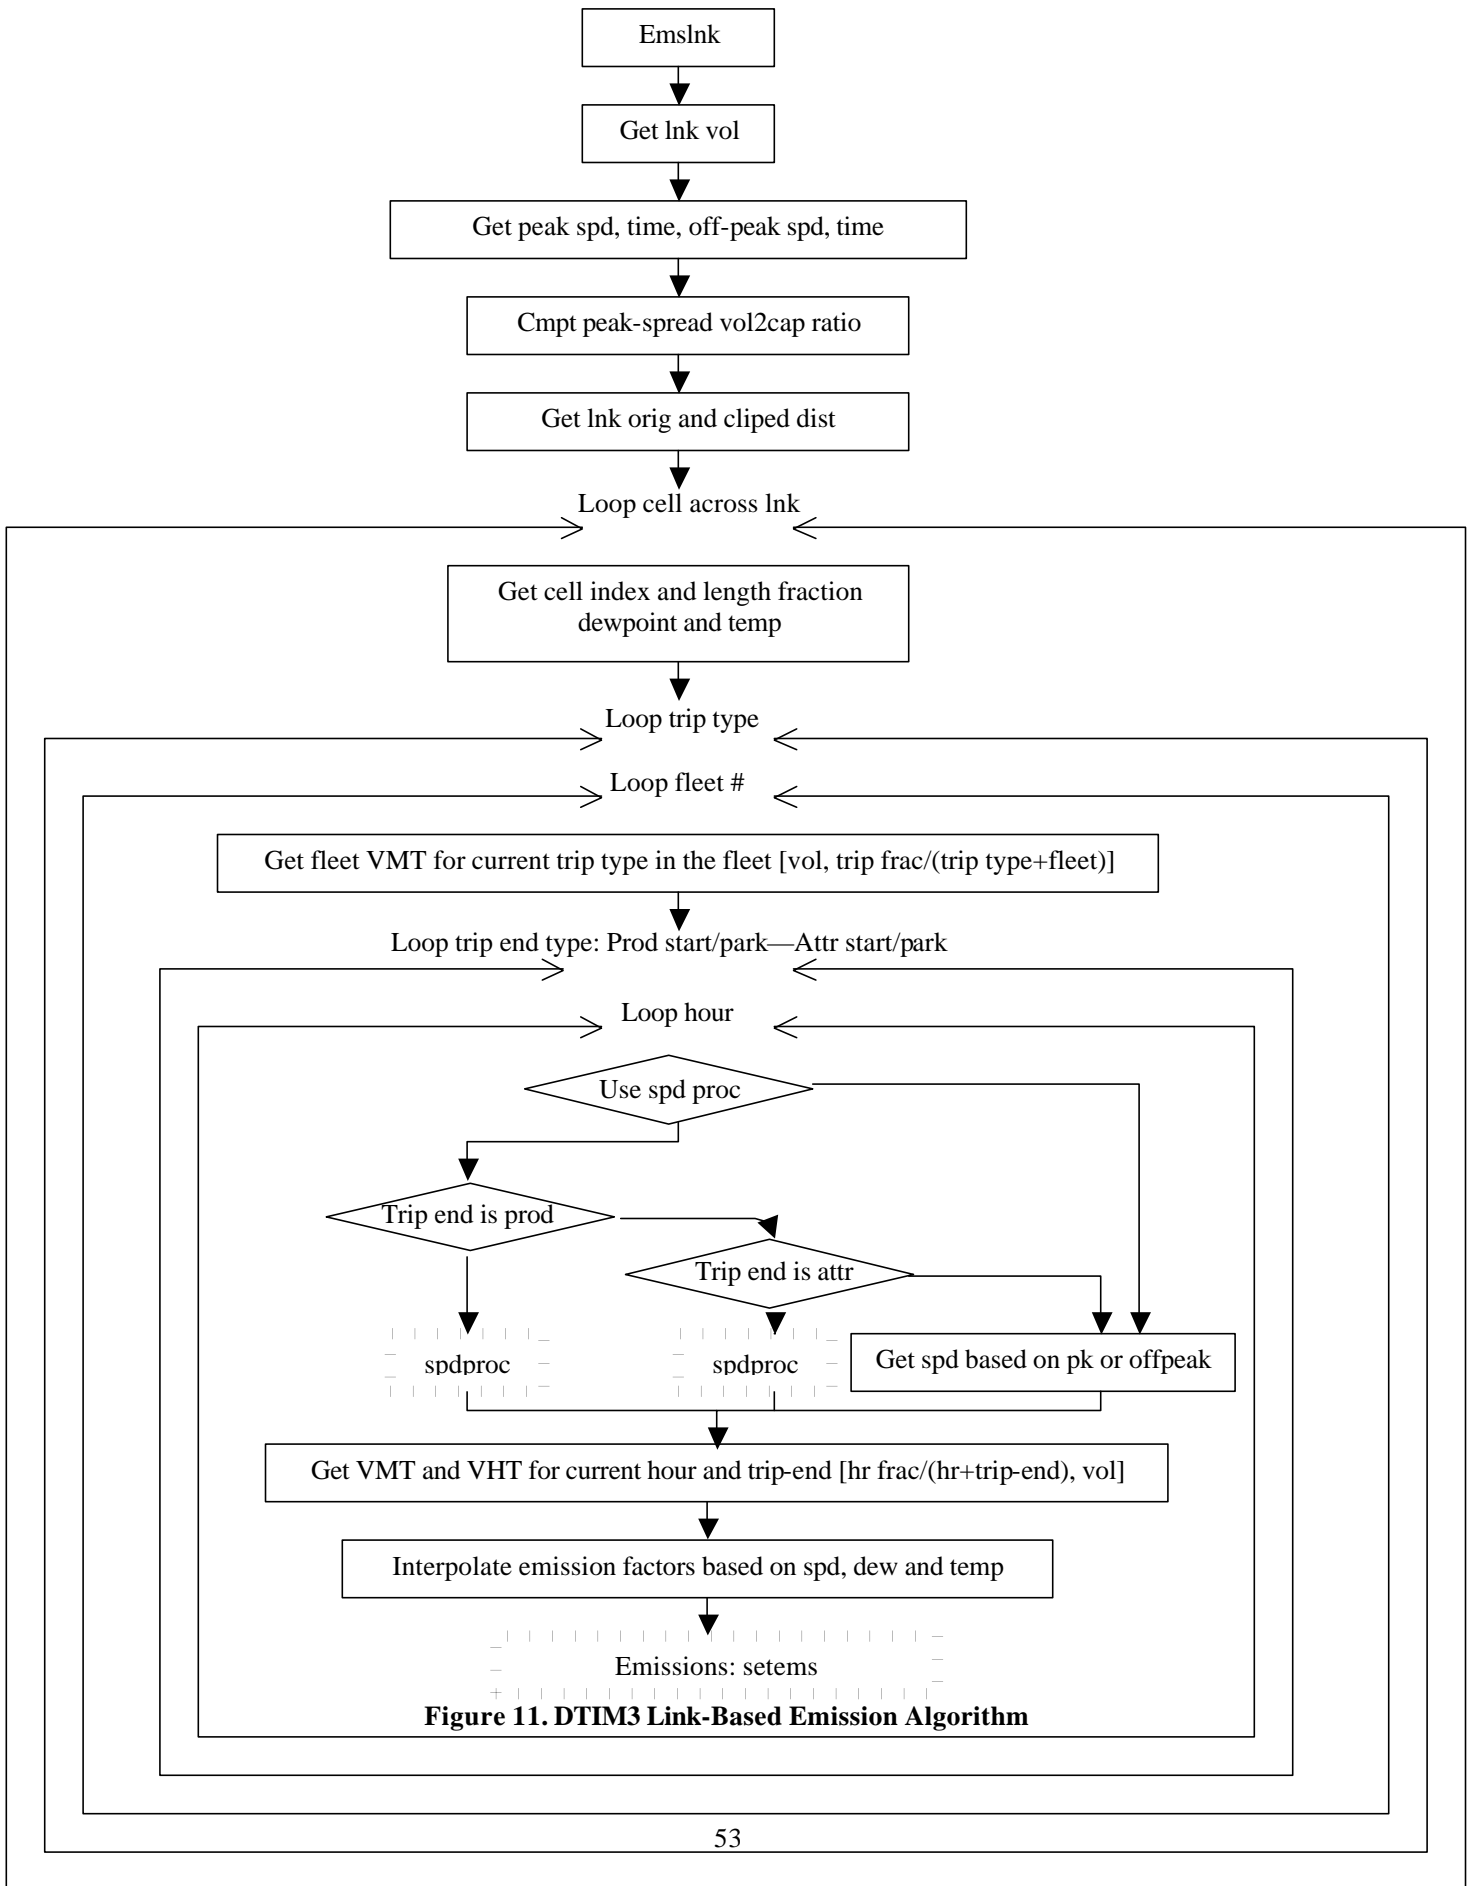 Emslnk
Get lnk vol
Get peak spd, time, off-peak spd, time
Cmpt peak-spread vol2cap ratio
Get lnk orig and cliped dist
Loop cell across lnk
Get cell index and length fraction
dewpoint and temp
Loop trip type
Loop fleet #
Get fleet VMT for current trip type in the fleet [vol, trip frac/(trip type+fleet)]
Loop trip end type: Prod start/park—Attr start/park
Loop hour
Use spd proc
Trip end is prod
Trip end is attr
spdproc
spdproc
Get spd based on pk or offpeak
Get VMT and VHT for current hour and trip-end [hr frac/(hr+trip-end), vol]
Interpolate emission factors based on spd, dew and temp
Emissions: setems
Figure 11. DTIM3 Link-Based Emission Algorithm
53